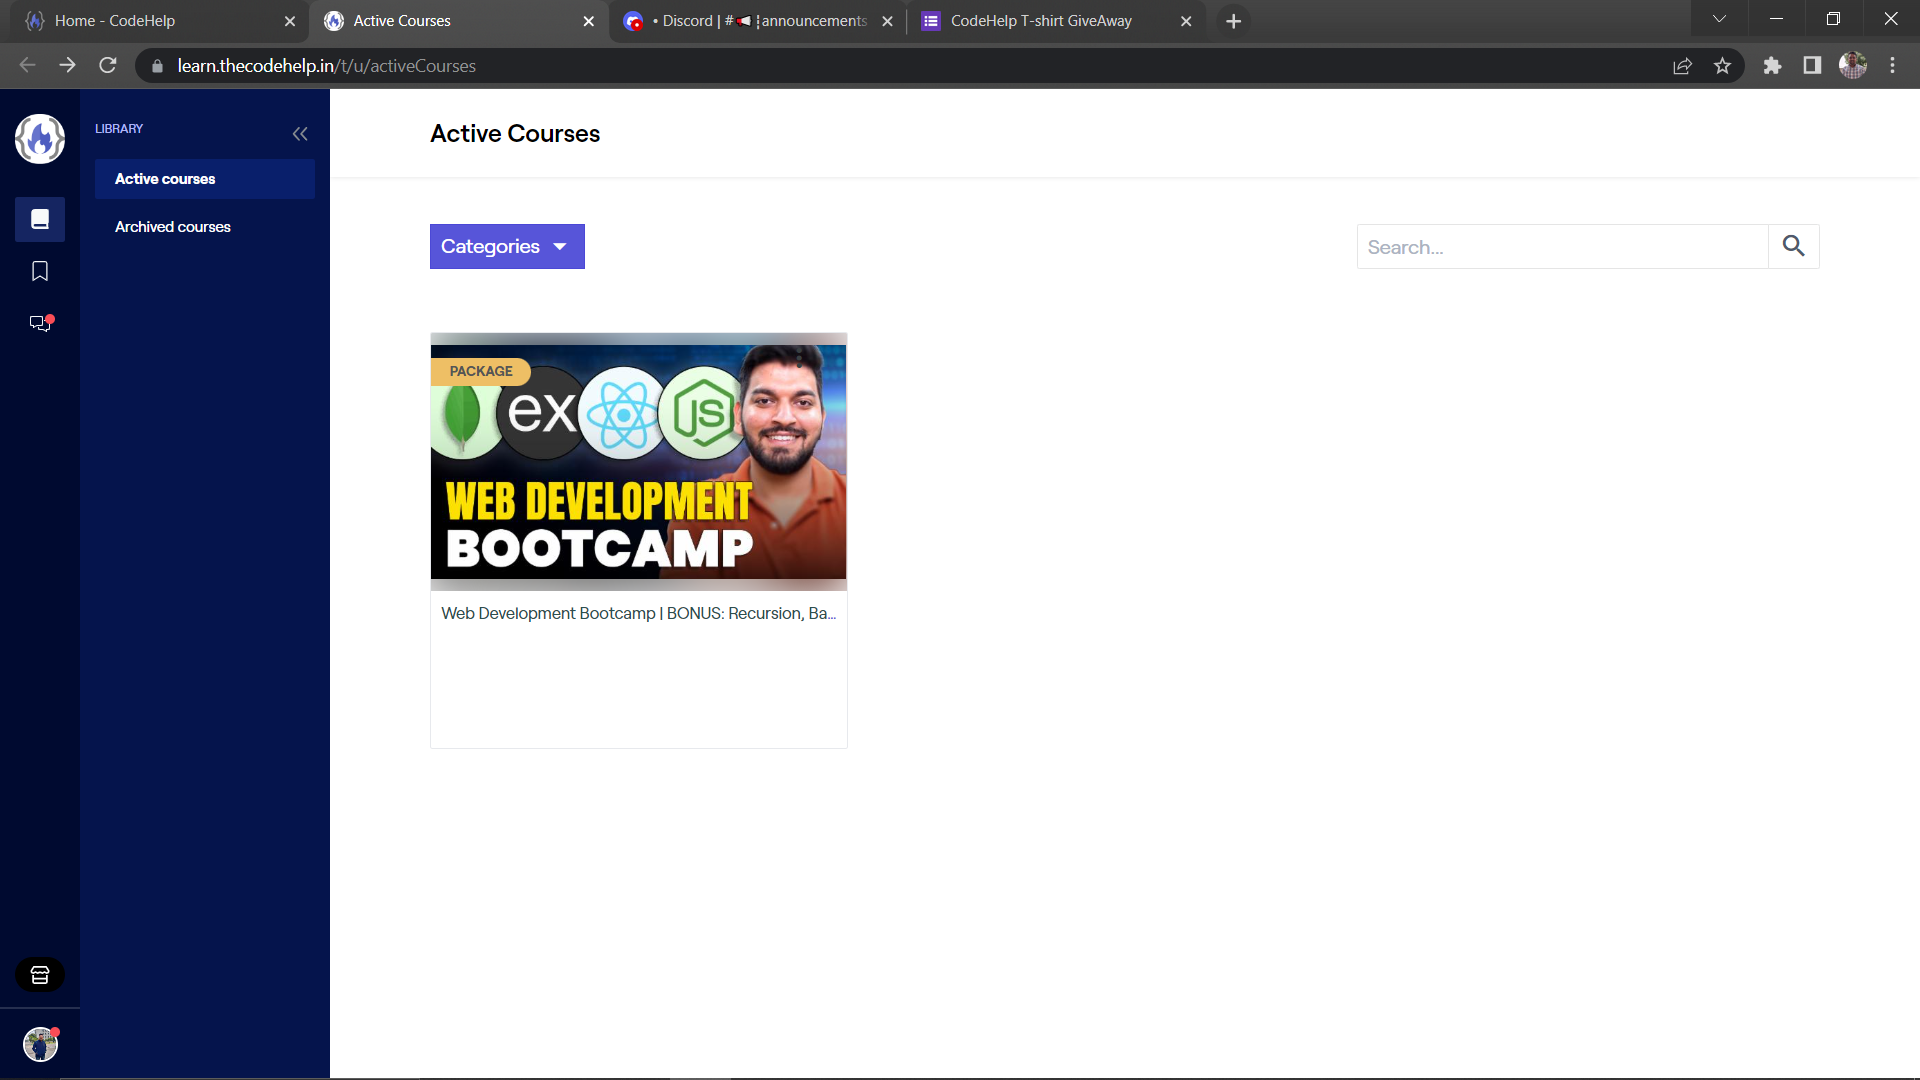 Home - CodeHelp
Active Courses
• Discord | #📢┆announcements
CodeHelp T-shirt GiveAway
learn.thecodehelp.in/t/u/activeCourses
LIBRARY
Active courses
Archived courses
Active Courses
Categories
Search...
PACKAGE
ex
JS
WEB DEVELOPMENT
BOOTCAMP
Web Development Bootcamp | BONUS: Recursion, Ba...